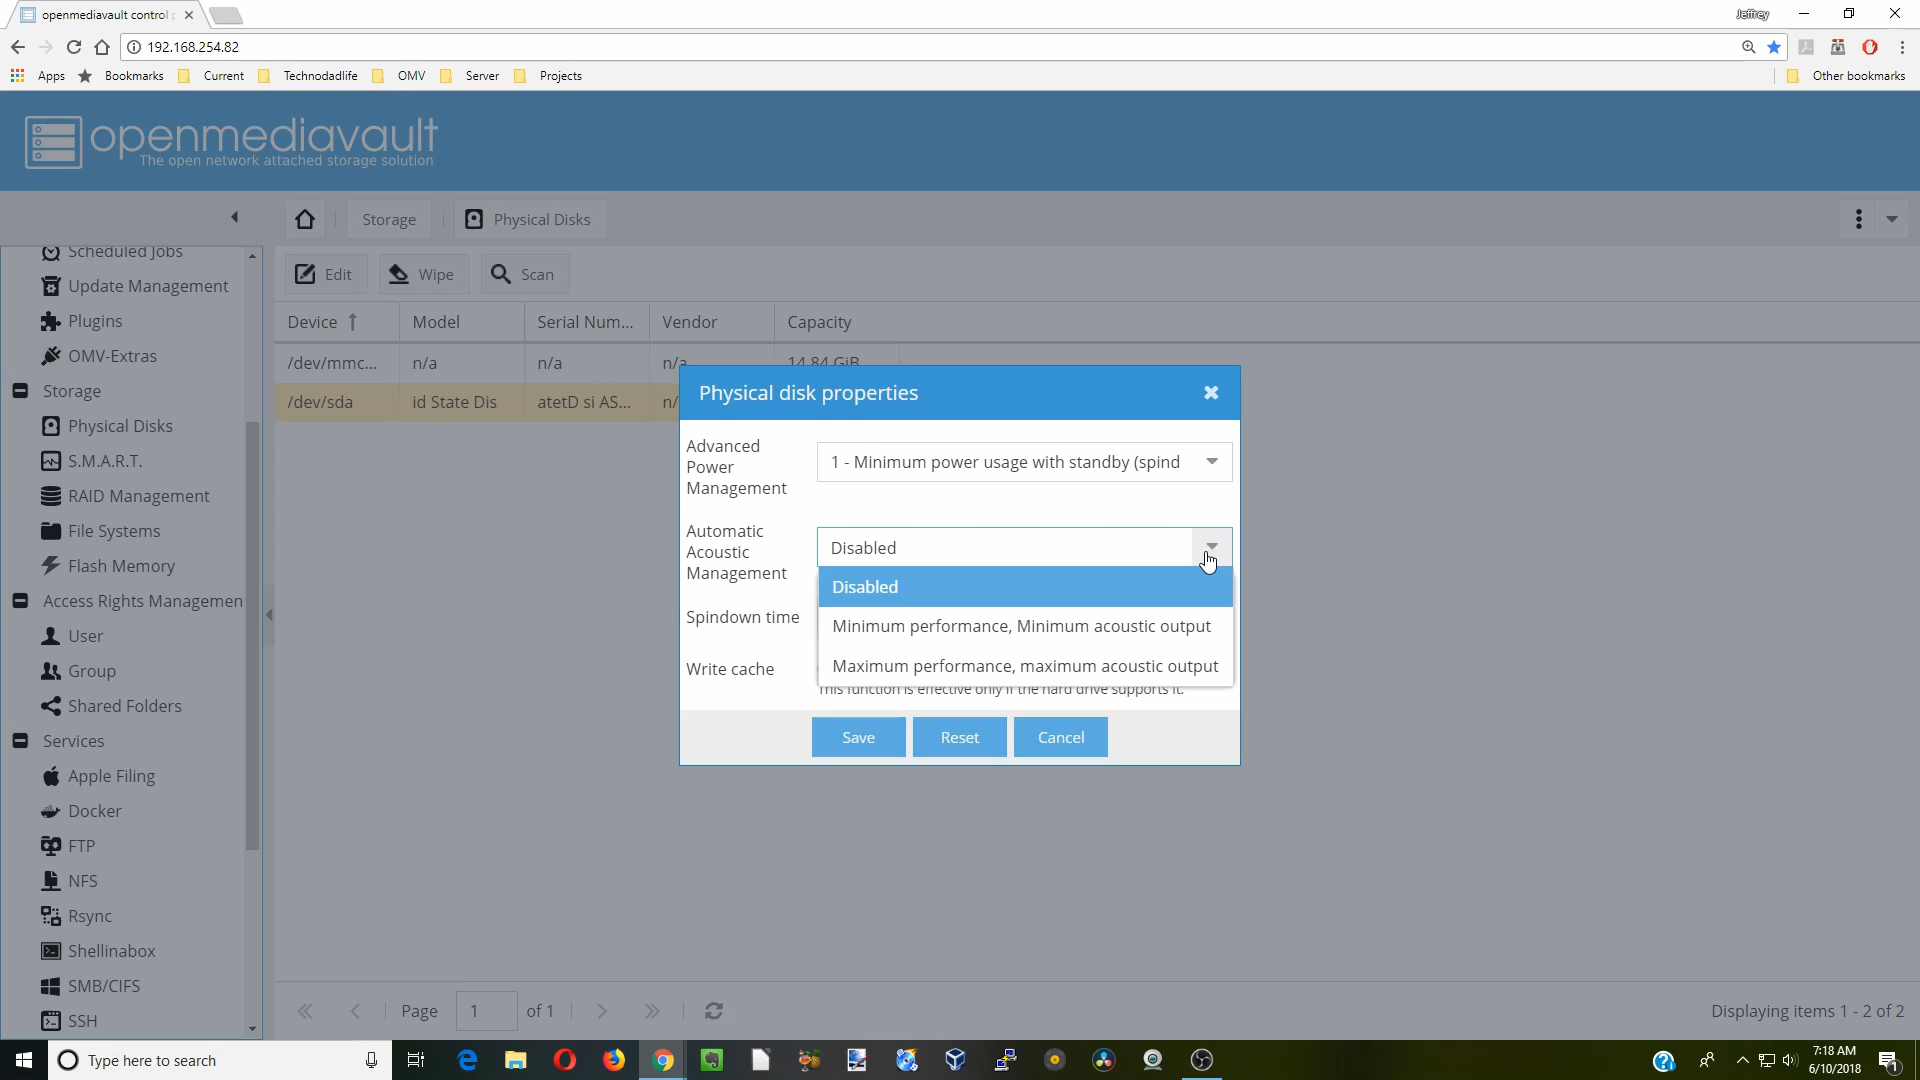 openmediavault control p
Jeffrey
192.168.254.82
Apps
Bookmarks
Current
Technodadlife
OMV
Server
Projects
Other bookmarks
openmediavault
The open network attached storage solution
Storage
Physical Disks
Scheduled Jobs
Update Management
Plugins
OMV-Extras
Storage
Physical Disks
S.M.A.R.T.
RAID Management
File Systems
Flash Memory
Access Rights Managemen
User
Group
Shared Folders
Services
Apple Filing
Docker
FTP
NFS
Rsync
Shellinabox
SMB/CIFS
SSH
Edit
Wipe
Scan
Device
Model
Serial Num...
Vendor
Capacity
/dev/mmc...
n/a
n/a
n/a
14.84 GiB
/dev/sda
id State Dis
atetD si AS...
n/
Physical disk properties
Advanced
Power
Management
1 - Minimum power usage with standby (spind
Automatic
Acoustic
Management
Disabled
Disabled
Minimum performance, Minimum acoustic output
Maximum performance, maximum acoustic output
Spindown time
Write cache
This function is effective only if the hard drive supports it.
Save
Reset
Cancel
Page
1
of 1
Displaying items 1 - 2 of 2
Type here to search
7:18 AM
6/10/2018
1